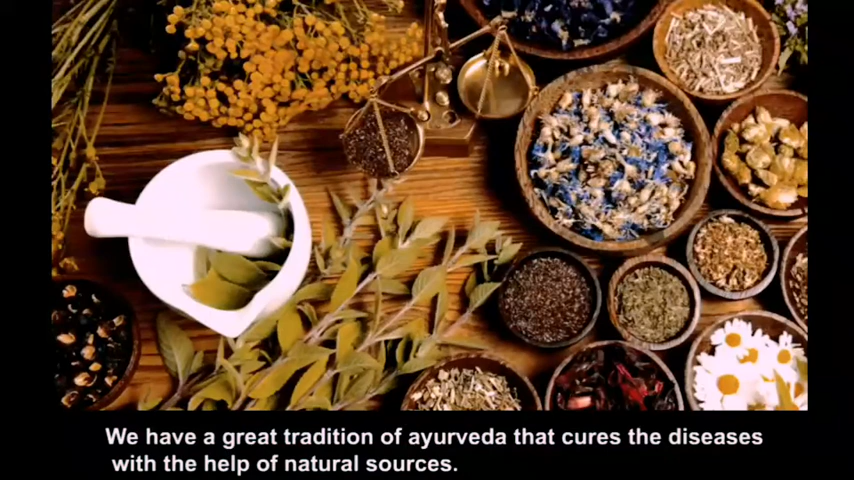 We have a great tradition of ayurveda that cures the diseases
with the help of natural sources.